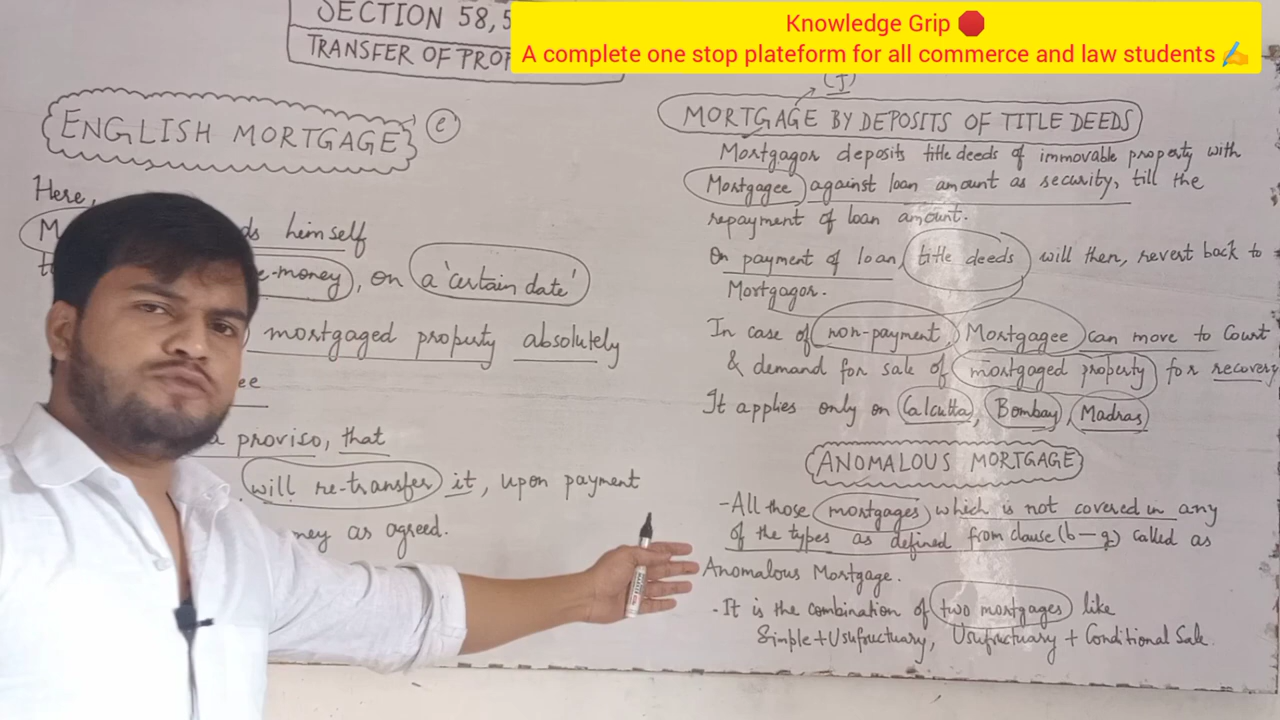 SECTION 58, 5
TRANSFER OF PROP
Knowledge Grip 🛑
A complete one stop plateform for all commerce and law students ✍️
ENGLISH MORTGAGE → (e)
Here,
himself
e-money, on a 'certain date'
mortgaged property absolutely
ee
a proviso, that
will re-transfer it, upon payment
ney as agreed.
(f)
MORTGAGE BY DEPOSITS OF TITLE DEEDS
Mortgagor deposits title deeds of immovable property with
Mortgagee against loan amount as security, till the
repayment of loan amount.
On payment of loan, title deeds will then, revert back to
Mortgagor.
In case of non-payment, Mortgagee can move to Court
& demand for sale of mortgaged property for recovery
It applies only on Calcutta, Bombay, Madras
ANOMALOUS MORTGAGE
- All those mortgages which is not covered in any
of the types as defined from clause (b-g) called as
Anomalous Mortgage.
- It is the combination of two mortgages like
Simple + Usufructuary, Usufructuary + Conditional Sale.